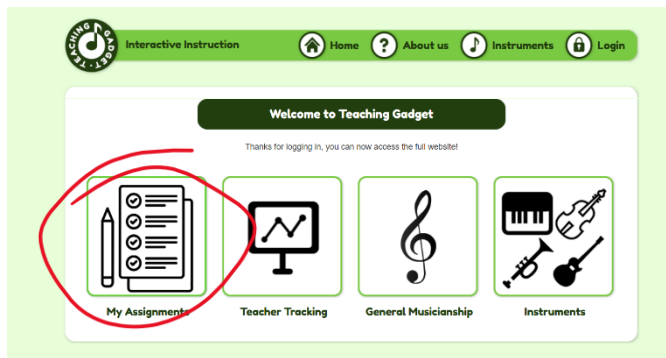 TEACHING GADGET
Interactive Instruction
Home
About us
Instruments
Login
Welcome to Teaching Gadget
Thanks for logging in, you can now access the full website!
My Assignments
Teacher Tracking
General Musicianship
Instruments